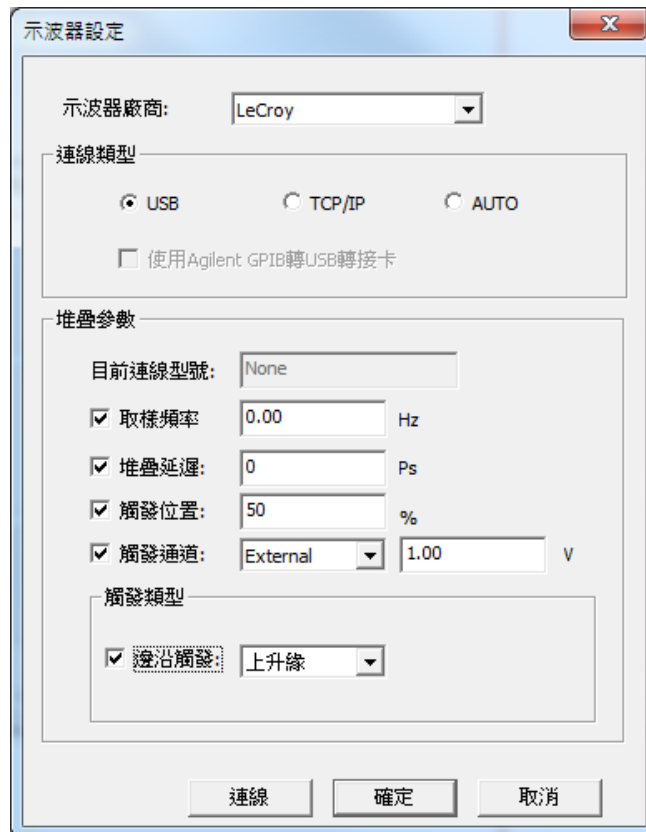 示波器設定
示波器廠商: LeCroy
連線類型
USB TCP/IP AUTO
使用Agilent GPIB轉USB轉接卡
堆疊參數
目前連線型號: None
取樣頻率 0.00 Hz
堆疊延遲: 0 Ps
觸發位置: 50 %
觸發通道: External 1.00 V
觸發類型
邊沿觸發: 上升緣
連線 確定 取消